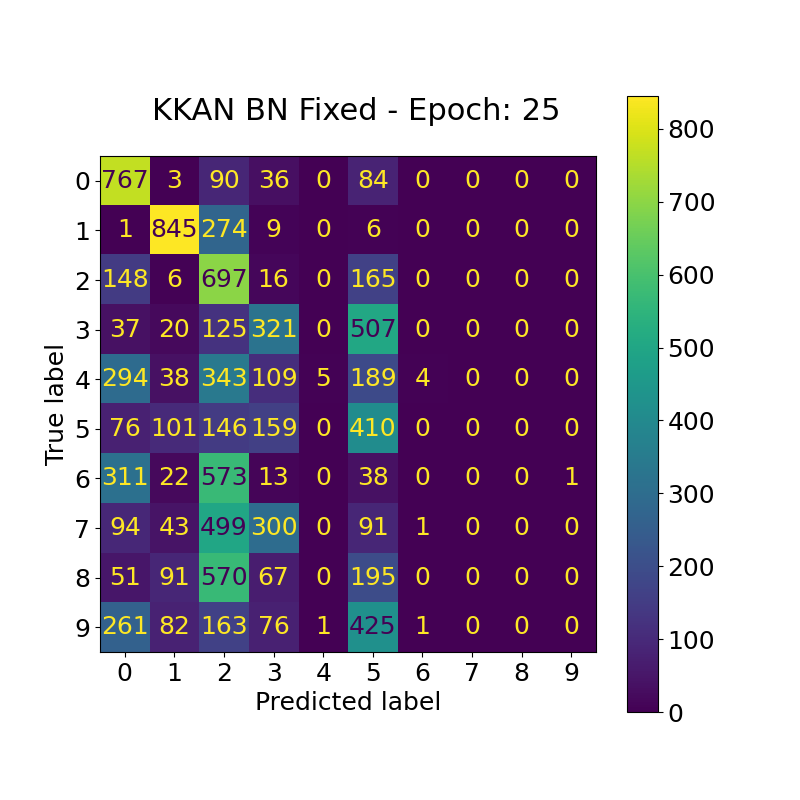 KKAN BN Fixed - Epoch: 25
0 767 3 90 36 0 84 0 0 0 0
1 1 845 274 9 0 6 0 0 0 0
2 148 6 697 16 0 165 0 0 0 0
3 37 20 125 321 0 507 0 0 0 0
4 294 38 343 109 5 189 4 0 0 0
5 76 101 146 159 0 410 0 0 0 0
6 311 22 573 13 0 38 0 0 0 1
7 94 43 499 300 0 91 1 0 0 0
8 51 91 570 67 0 195 0 0 0 0
9 261 82 163 76 1 425 1 0 0 0
0 1 2 3 4 5 6 7 8 9
Predicted label
True label
800
700
600
500
400
300
200
100
0